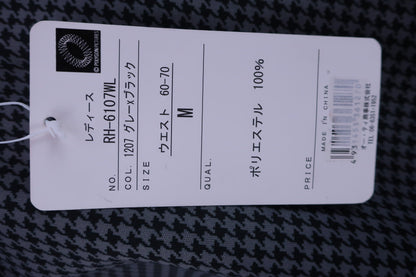 レディース
NO. RH-6107WL
COL. 1207 グレー×ブラック
SIZE
ウエスト 60-70
M
QUAL.
ポリエステル 100%
PRICE
MADE IN CHINA